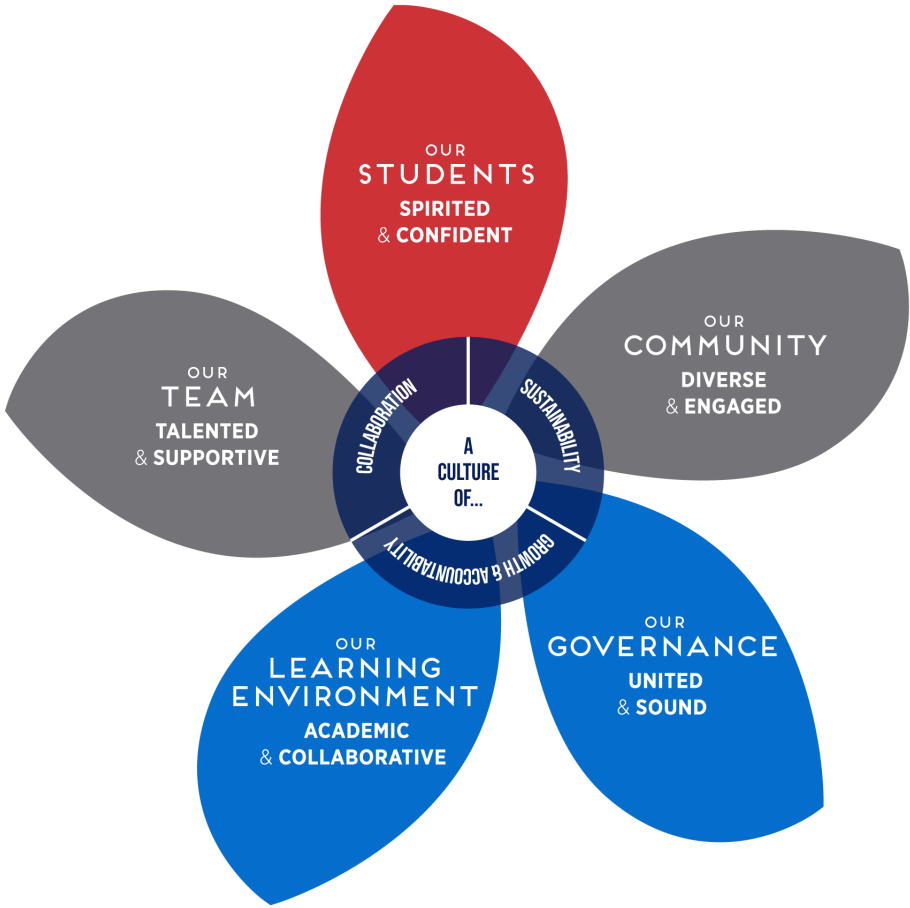 OUR
STUDENTS
SPIRITED
& CONFIDENT
OUR
COMMUNITY
DIVERSE
& ENGAGED
OUR
TEAM
TALENTED
& SUPPORTIVE
COLLABORATION
SUSTAINABILITY
GROWTH & ACCOUNTABILITY
A
CULTURE
OF...
OUR
GOVERNANCE
UNITED
& SOUND
OUR
LEARNING
ENVIRONMENT
ACADEMIC
& COLLABORATIVE